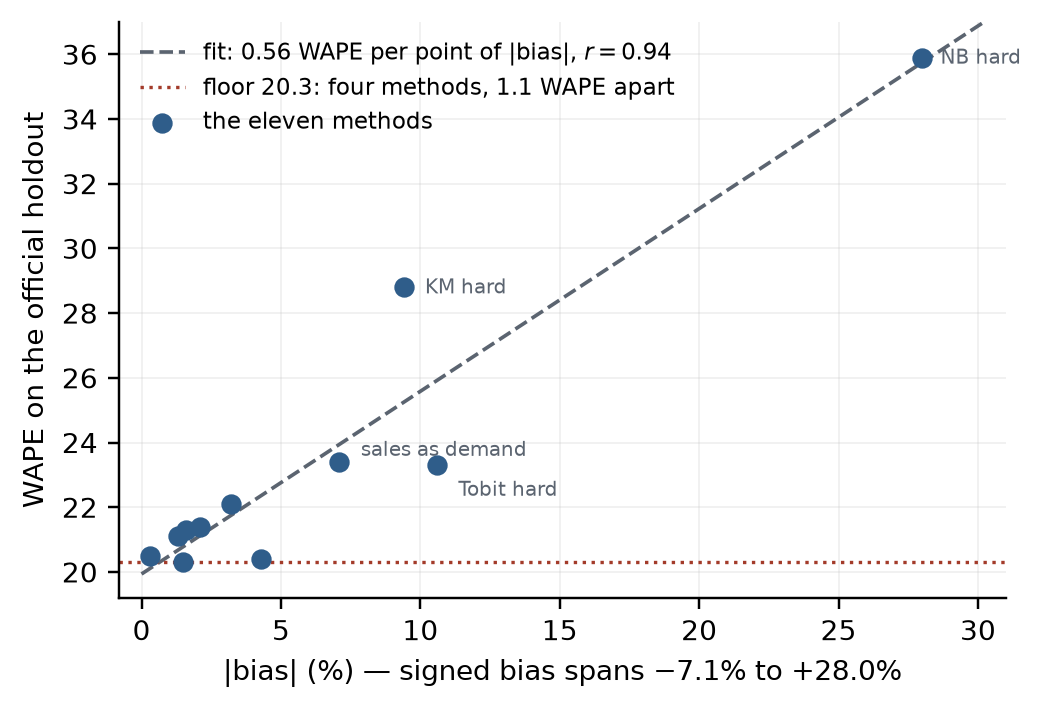 fit: 0.56 WAPE per point of |bias|, r = 0.94
floor 20.3: four methods, 1.1 WAPE apart
the eleven methods
NB hard
KM hard
sales as demand
Tobit hard
WAPE on the official holdout
36
34
32
30
28
26
24
22
20
0 5 10 15 20 25 30
|bias| (%) — signed bias spans −7.1% to +28.0%